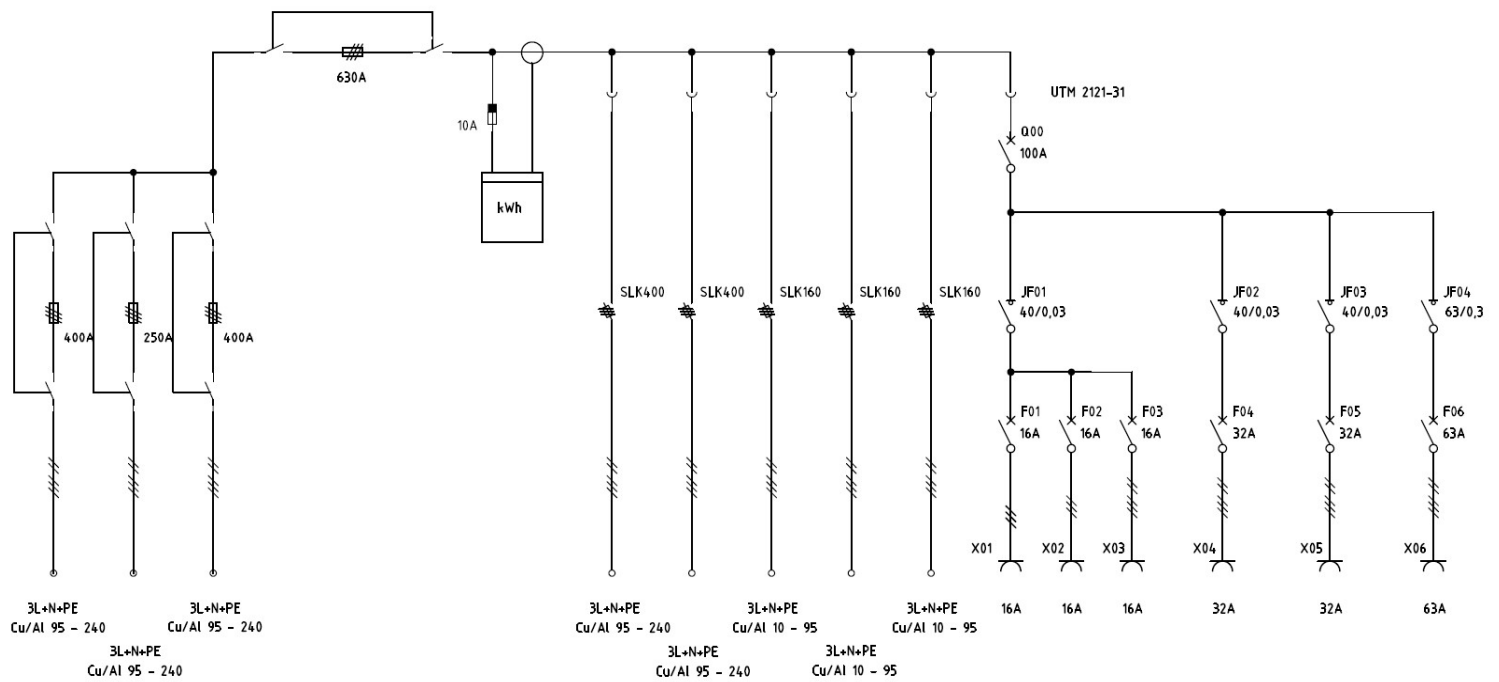 630A
10A
kWh
UTM 2121-31
Q00
100A
400A
250A
400A
SLK400
SLK400
SLK160
SLK160
SLK160
JF01
40/0,03
JF02
40/0,03
JF03
40/0,03
JF04
63/0,3
F01
16A
F02
16A
F03
16A
F04
32A
F05
32A
F06
63A
X01
X02
X03
X04
X05
X06
3L+N+PE
Cu/Al 95 - 240
3L+N+PE
Cu/Al 95 - 240
3L+N+PE
Cu/Al 95 - 240
3L+N+PE
Cu/Al 95 - 240
3L+N+PE
Cu/Al 95 - 240
3L+N+PE
Cu/Al 10 - 95
3L+N+PE
Cu/Al 10 - 95
3L+N+PE
Cu/Al 10 - 95
16A
16A
16A
32A
32A
63A